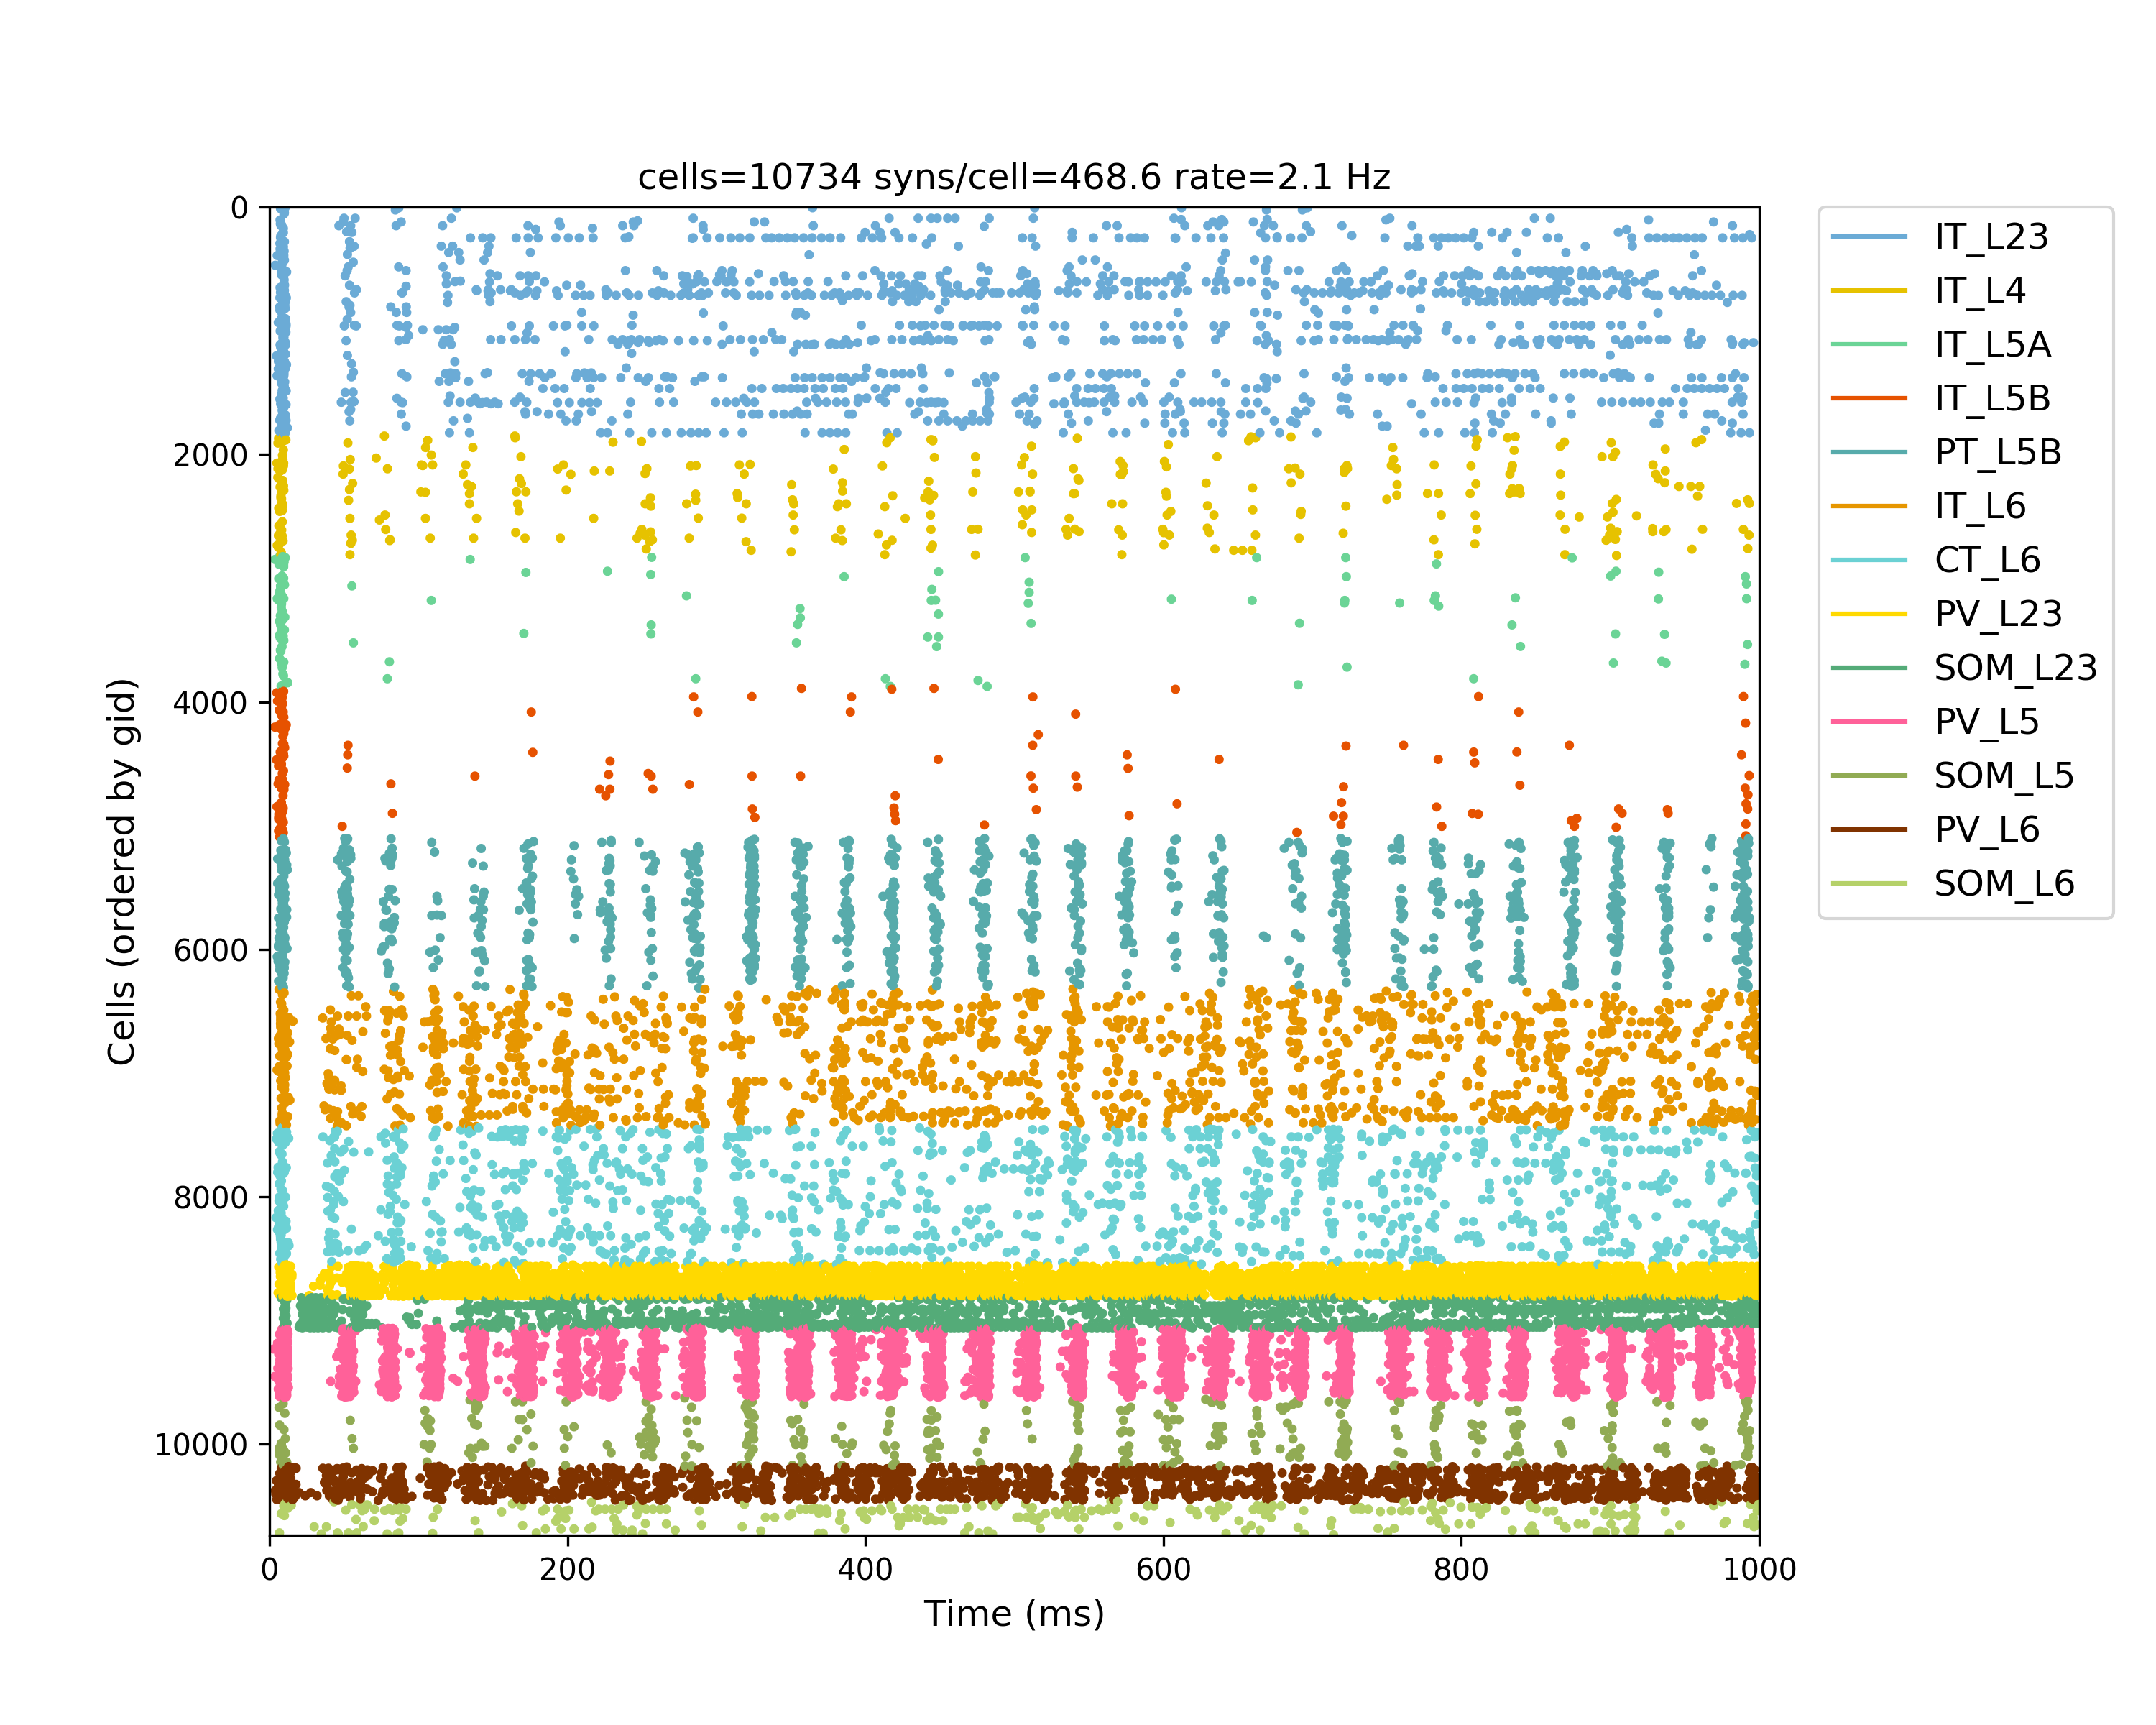 cells=10734 syns/cell=468.6 rate=2.1 Hz
0
2000
4000
6000
8000
10000
Cells (ordered by gid)
0
200
400
600
800
1000
Time (ms)
IT_L23
IT_L4
IT_L5A
IT_L5B
PT_L5B
IT_L6
CT_L6
PV_L23
SOM_L23
PV_L5
SOM_L5
PV_L6
SOM_L6